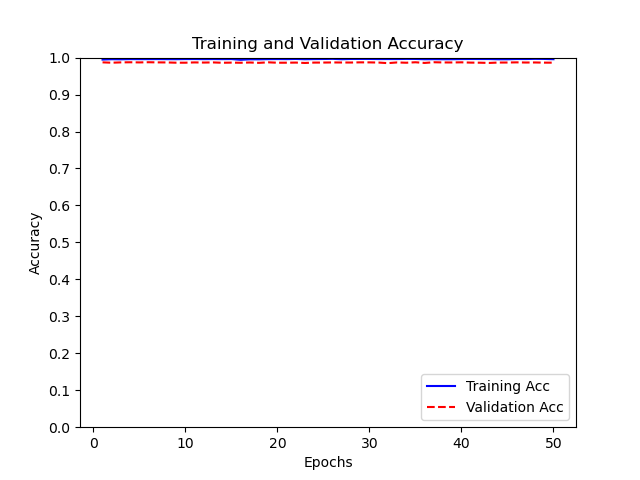 Training and Validation Accuracy
1.0
0.9
0.8
0.7
0.6
0.5
0.4
0.3
0.2
0.1
0.0
Accuracy
Training Acc
Validation Acc
0 10 20 30 40 50
Epochs